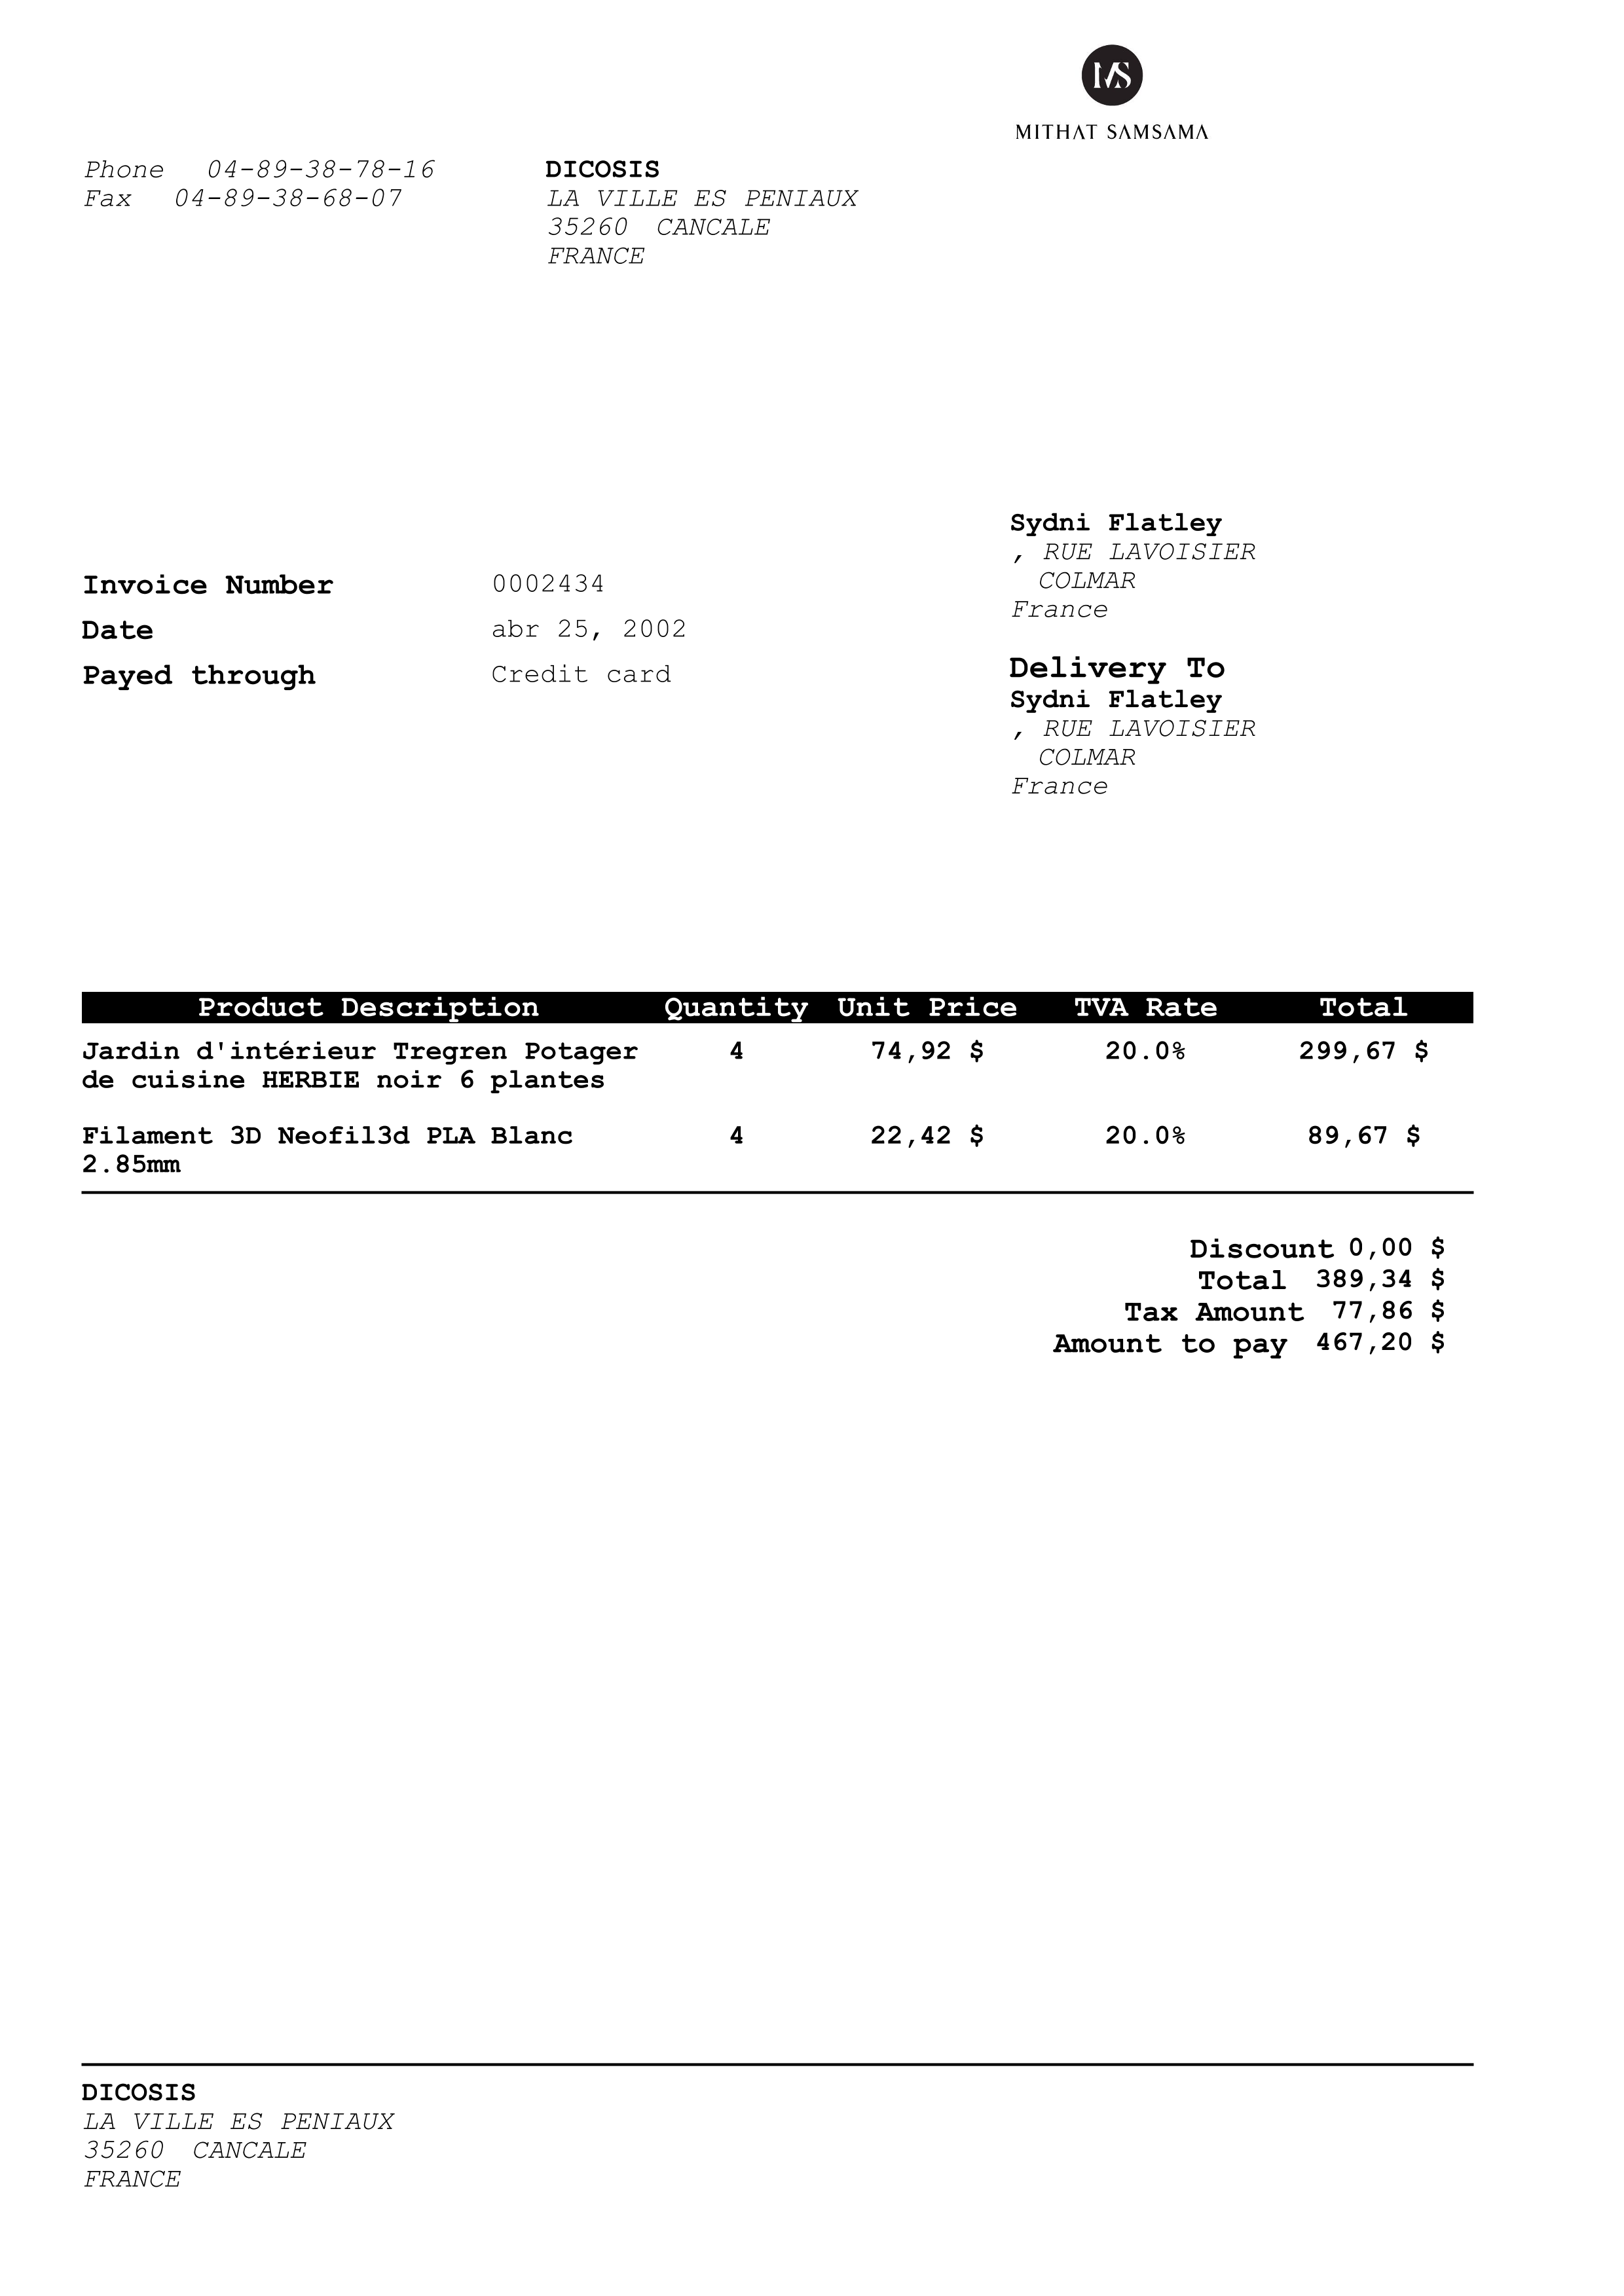 MS
MITHAT SAMSAMA
Phone 04-89-38-78-16
Fax 04-89-38-68-07
DICOSIS
LA VILLE ES PENIAUX
35260 CANCALE
FRANCE
Sydni Flatley
, RUE LAVOISIER
COLMAR
France
Invoice Number 0002434
Date abr 25, 2002
Payed through Credit card
Delivery To
Sydni Flatley
, RUE LAVOISIER
COLMAR
France
Product Description Quantity Unit Price TVA Rate Total
Jardin d'intérieur Tregren Potager 4 74,92 $ 20.0% 299,67 $
de cuisine HERBIE noir 6 plantes
Filament 3D Neofil3d PLA Blanc 4 22,42 $ 20.0% 89,67 $
2.85mm
Discount 0,00 $
Total 389,34 $
Tax Amount 77,86 $
Amount to pay 467,20 $
DICOSIS
LA VILLE ES PENIAUX
35260 CANCALE
FRANCE